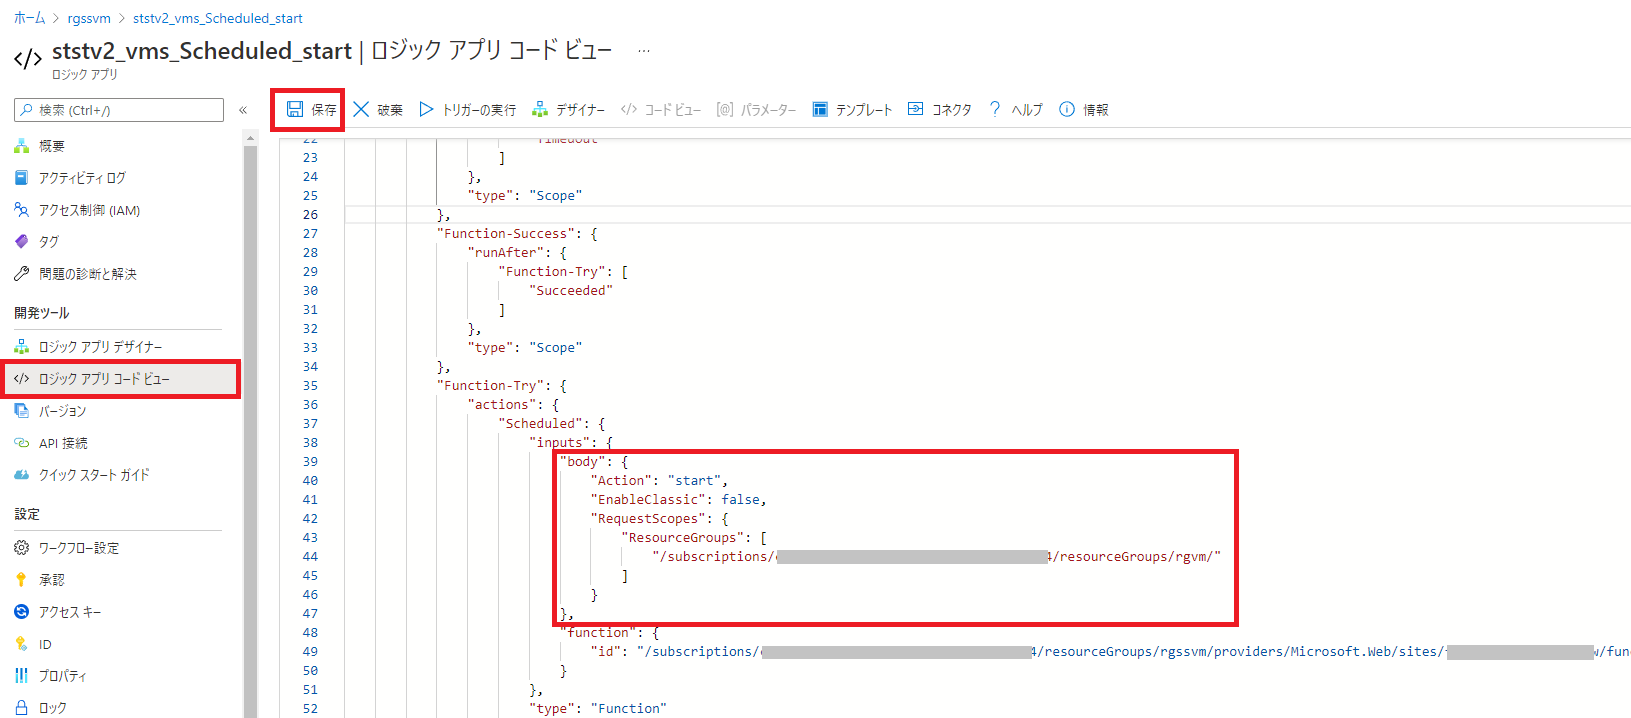 ホーム > rgssvm > ststv2_vms_Scheduled_start
</> ststv2_vms_Scheduled_start | ロジック アプリ コード ビュー ...
ロジック アプリ
検索 (Ctrl+/) «
保存 破棄 トリガーの実行 デザイナー </> コード ビュー [@] パラメーター テンプレート コネクタ ? ヘルプ 情報
概要
アクティビティ ログ
アクセス制御 (IAM)
タグ
問題の診断と解決
開発ツール
ロジック アプリ デザイナー
</> ロジック アプリ コード ビュー
バージョン
API 接続
クイック スタート ガイド
設定
ワークフロー設定
承認
アクセス キー
ID
プロパティ
ロック
22 "Timedout"
23 ]
24 },
25 "type": "Scope"
26 },
27 "Function-Success": {
28 "runAfter": {
29 "Function-Try": [
30 "Succeeded"
31 ]
32 },
33 "type": "Scope"
34 },
35 "Function-Try": {
36 "actions": {
37 "Scheduled": {
38 "inputs": {
39 "body": {
40 "Action": "start",
41 "EnableClassic": false,
42 "RequestScopes": {
43 "ResourceGroups": [
44 "/subscriptions/ 4/resourceGroups/rgvm/"
45 ]
46 }
47 },
48 "function": {
49 "id": "/subscriptions/ 4/resourceGroups/rgssvm/providers/Microsoft.Web/sites/ /fun
50 }
51 },
52 "type": "Function"